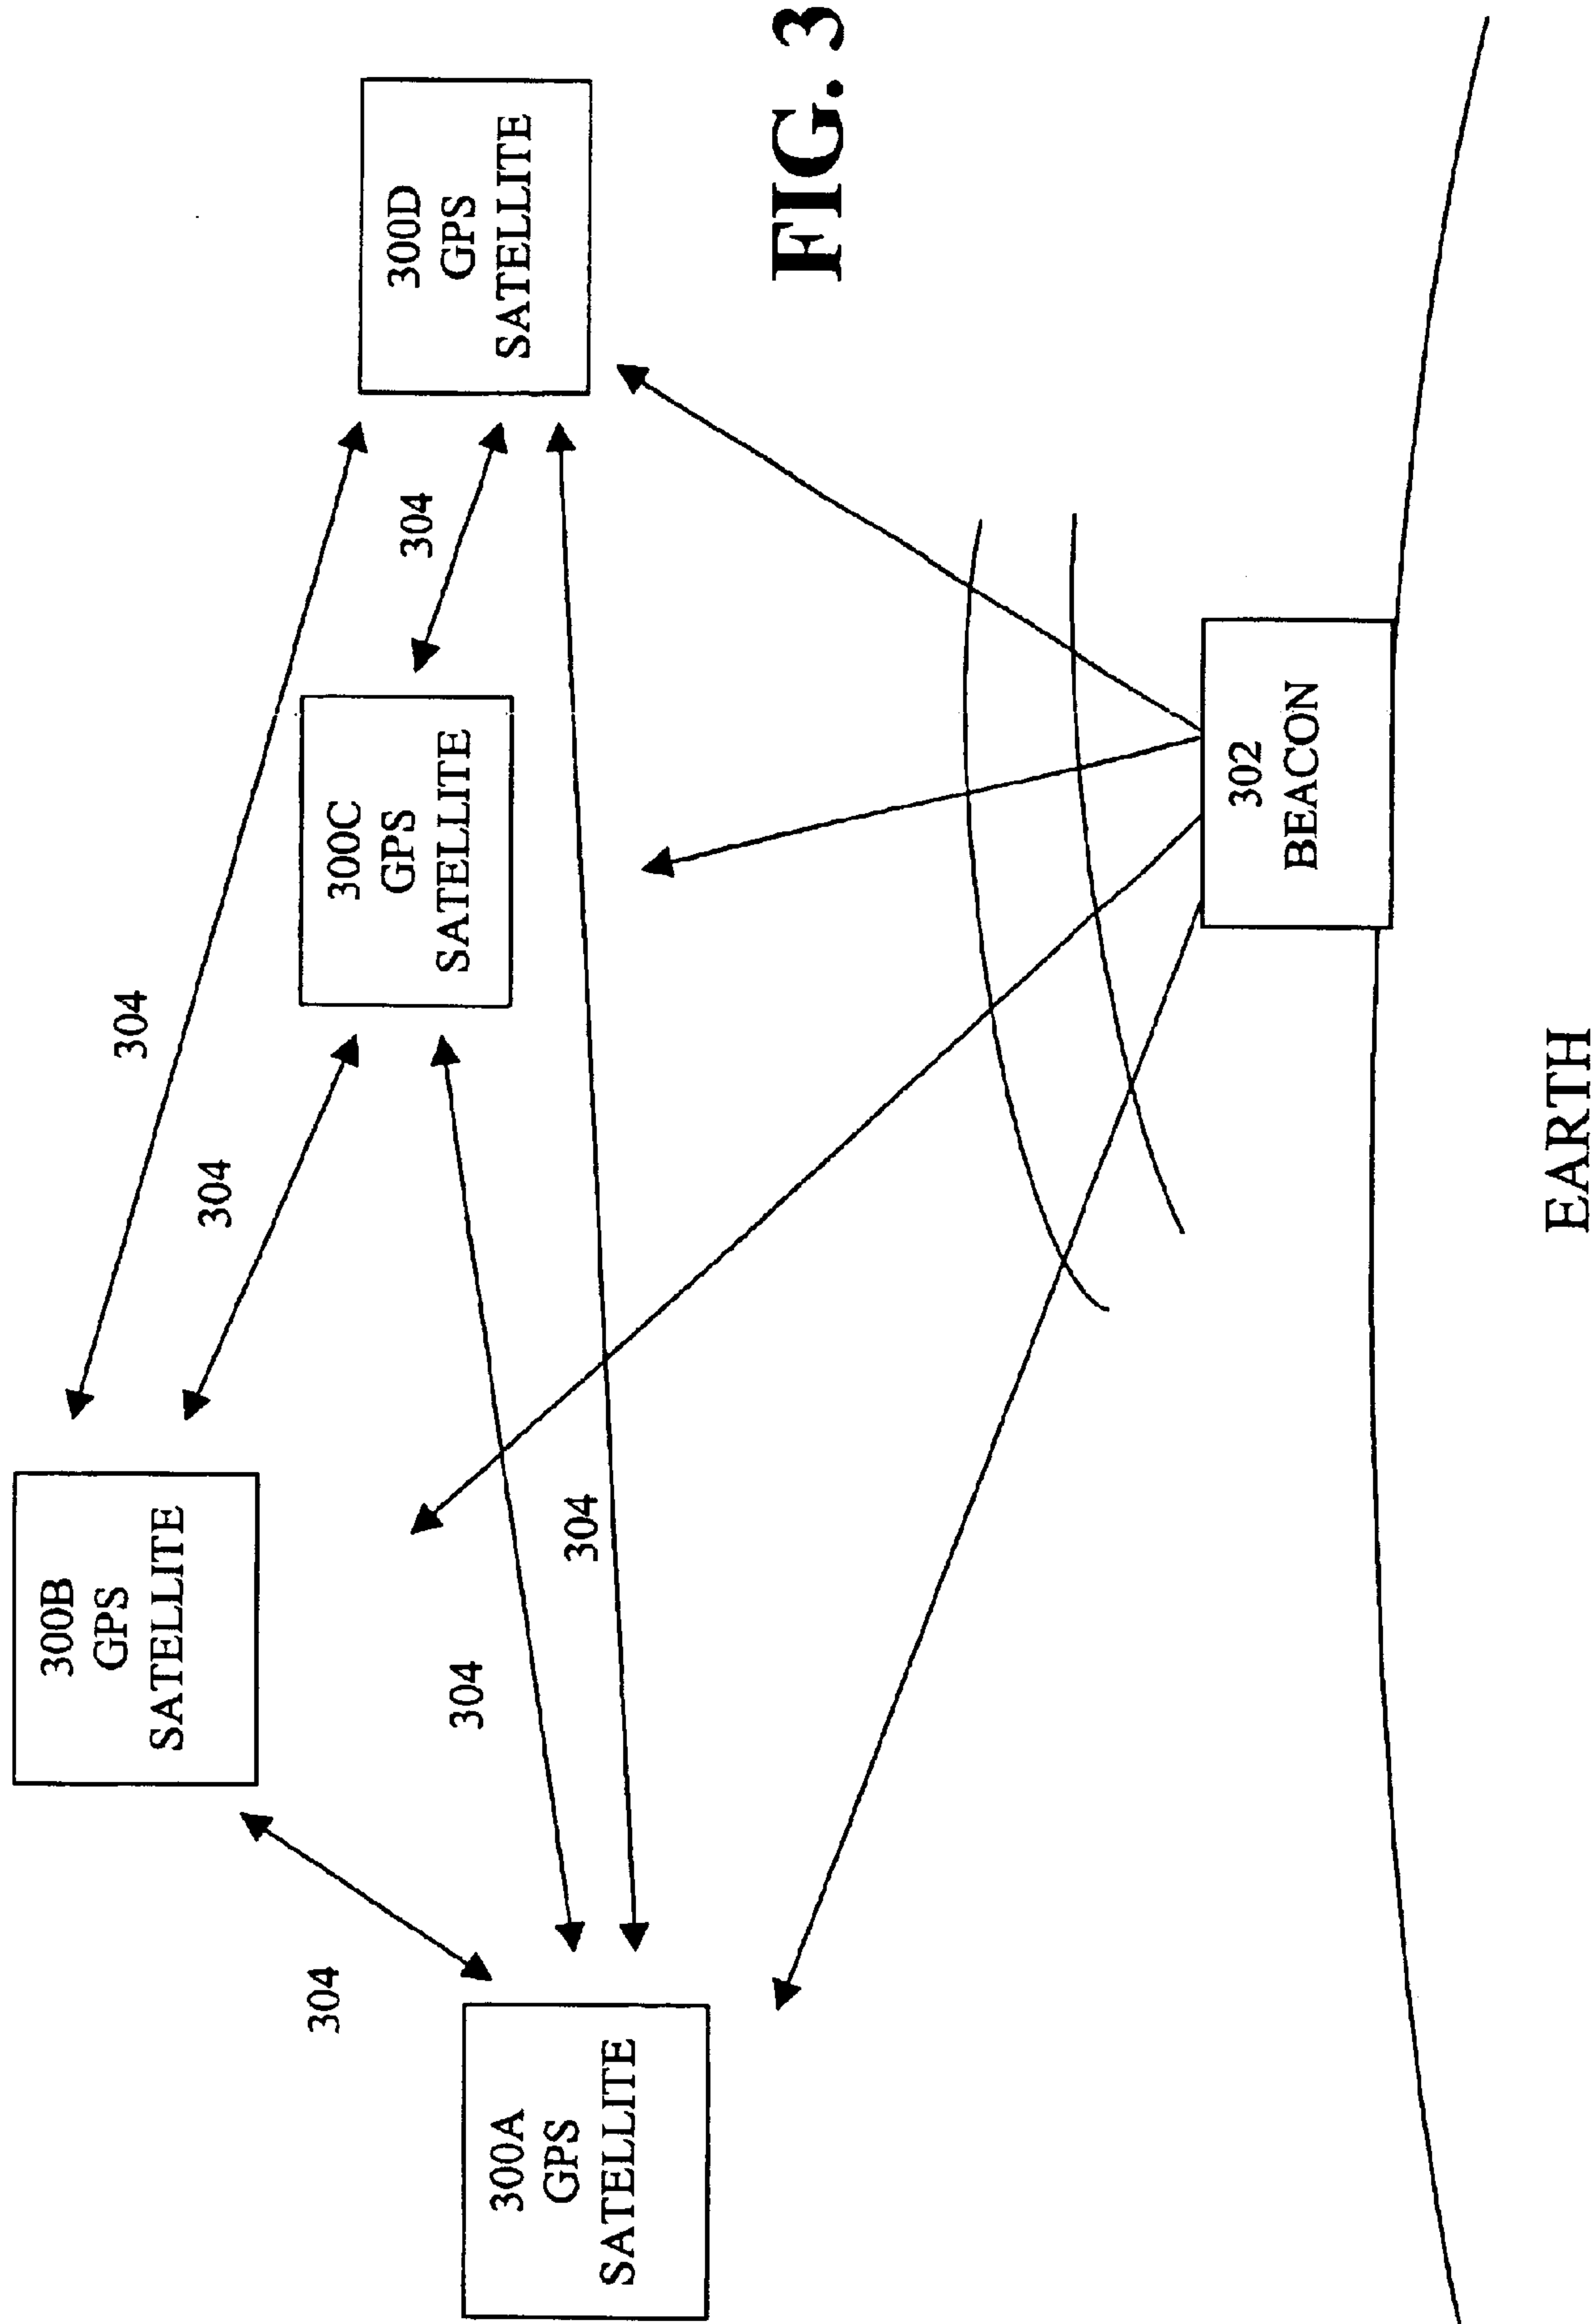 300B
GPS
SATELLITE
304
304
304
300D
GPS
SATELLITE
304
300C
GPS
SATELLITE
304
304
300A
GPS
SATELLITE
FIG. 3
302
BEACON
EARTH